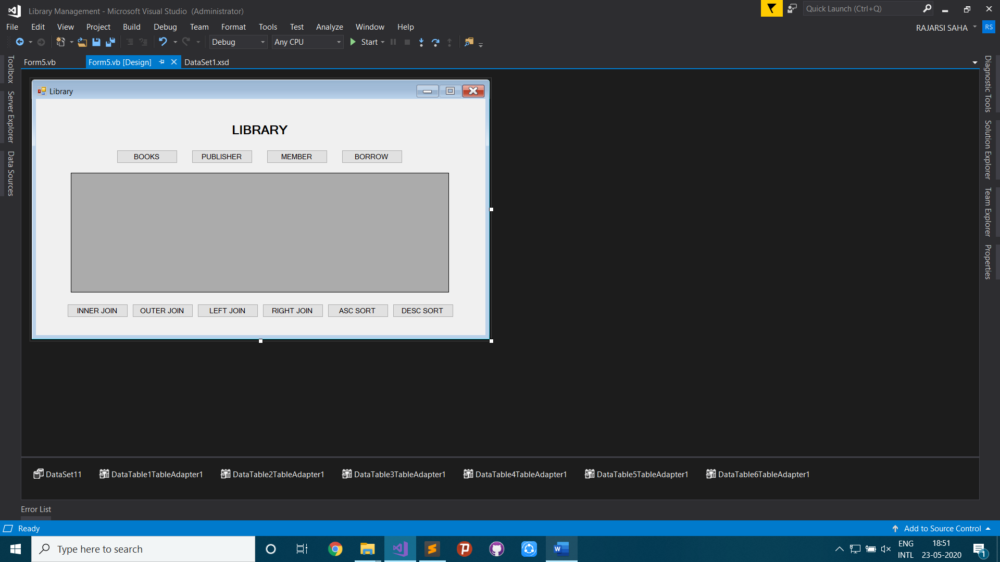 Library Management - Microsoft Visual Studio (Administrator)
Quick Launch (Ctrl+Q)
File Edit View Project Build Debug Team Format Tools Test Analyze Window Help
RAJARSI SAHA RS
Debug Any CPU Start
Form5.vb Form5.vb [Design] DataSet1.xsd
Toolbox
Server Explorer
Data Sources
Library
LIBRARY
BOOKS PUBLISHER MEMBER BORROW
INNER JOIN OUTER JOIN LEFT JOIN RIGHT JOIN ASC SORT DESC SORT
Diagnostic Tools
Solution Explorer
Team Explorer
Properties
DataSet11 DataTable1TableAdapter1 DataTable2TableAdapter1 DataTable3TableAdapter1 DataTable4TableAdapter1 DataTable5TableAdapter1 DataTable6TableAdapter1
Error List
Ready
Add to Source Control
Type here to search
ENG
INTL
18:51
23-05-2020
1